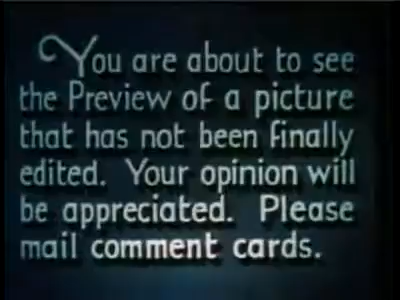 You are about to see
the Preview of a picture
that has not been finally
edited. Your opinion will
be appreciated. Please
mail comment cards.